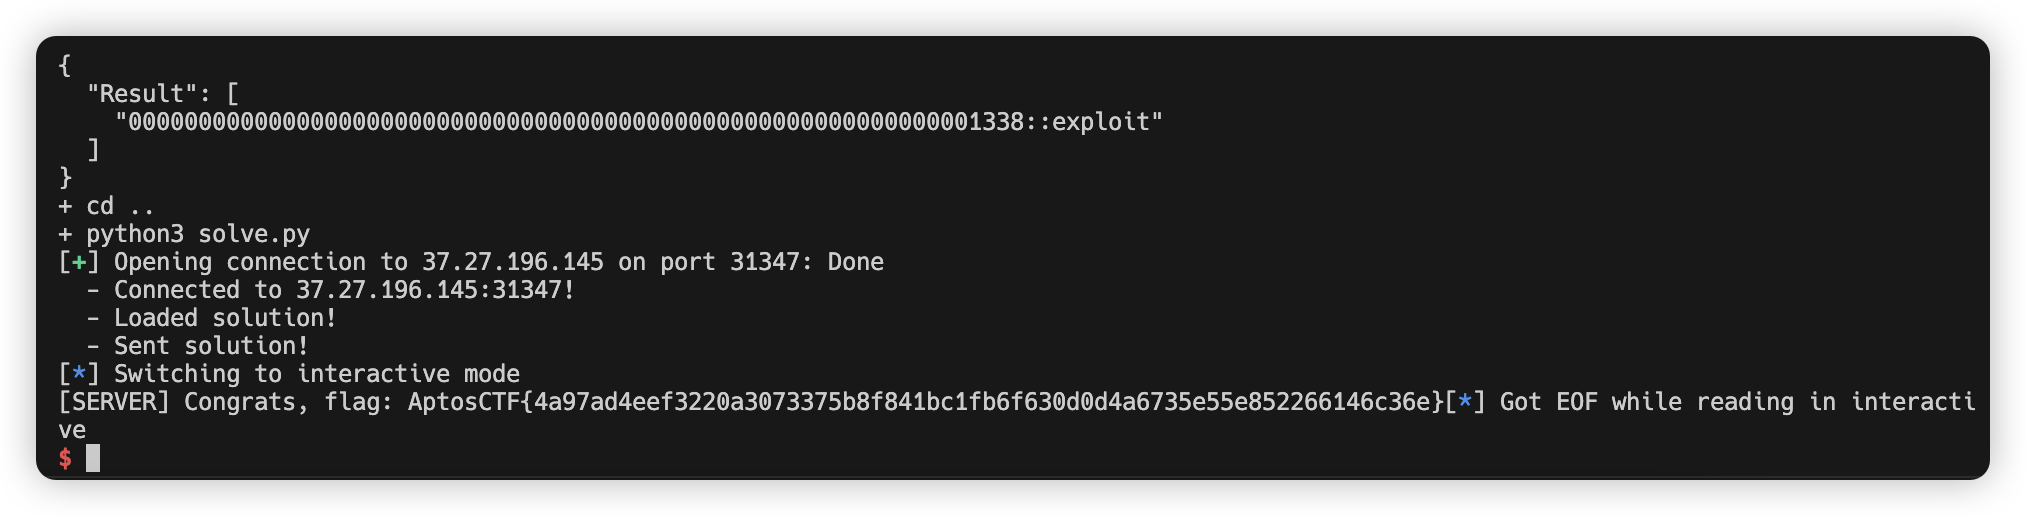 {
  "Result": [
    "0000000000000000000000000000000000000000000000000000000000001338::exploit"
  ]
}
+ cd ..
+ python3 solve.py
[+] Opening connection to 37.27.196.145 on port 31347: Done
  - Connected to 37.27.196.145:31347!
  - Loaded solution!
  - Sent solution!
[*] Switching to interactive mode
[SERVER] Congrats, flag: AptosCTF{4a97ad4eef3220a3073375b8f841bc1fb6f630d0d4a6735e55e852266146c36e}[*] Got EOF while reading in interacti
ve
$